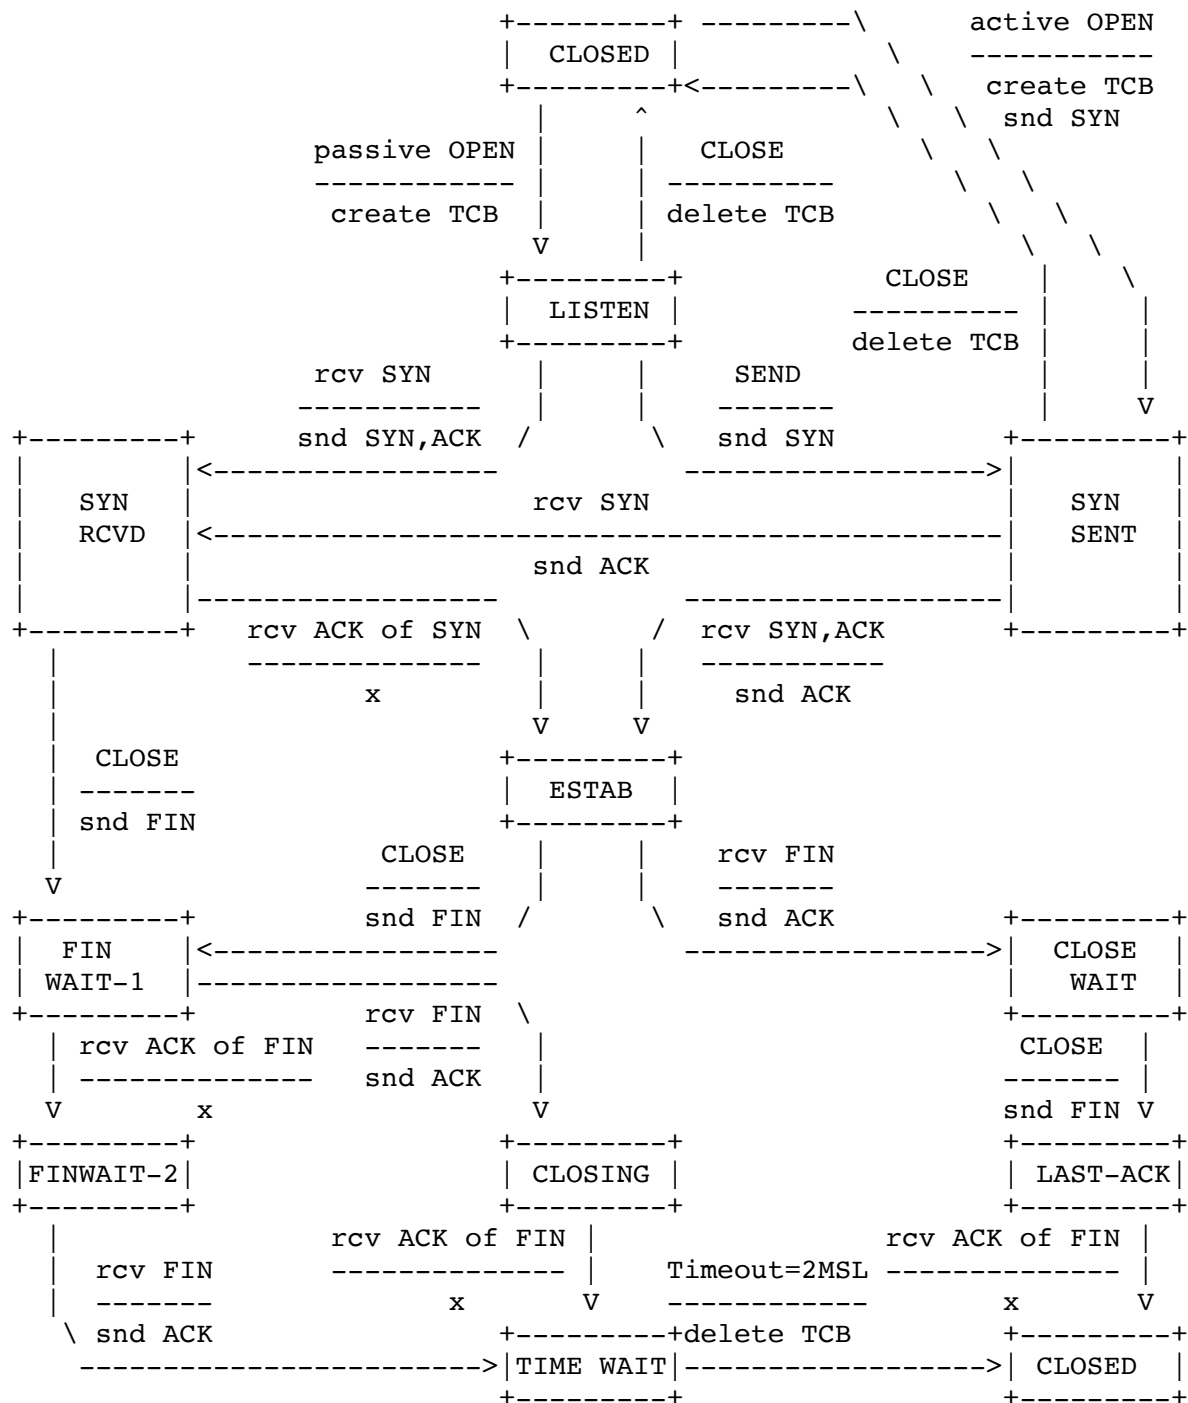 active OPEN
CLOSED
-----------
create TCB
snd SYN
passive OPEN CLOSE
------------ ----------
create TCB delete TCB
CLOSE
LISTEN ----------
delete TCB
rcv SYN SEND
----------- -------
snd SYN,ACK snd SYN
SYN rcv SYN SYN
RCVD SENT
snd ACK
rcv ACK of SYN rcv SYN,ACK
-------------- -----------
x snd ACK
CLOSE
------- ESTAB
snd FIN
CLOSE rcv FIN
------- -------
snd FIN snd ACK
FIN CLOSE
WAIT-1 WAIT
rcv FIN
rcv ACK of FIN ------- CLOSE
-------------- snd ACK -------
x snd FIN
FINWAIT-2 CLOSING LAST-ACK
rcv ACK of FIN rcv ACK of FIN
rcv FIN -------------- Timeout=2MSL --------------
------- x ------------ x
snd ACK delete TCB
TIME WAIT CLOSED